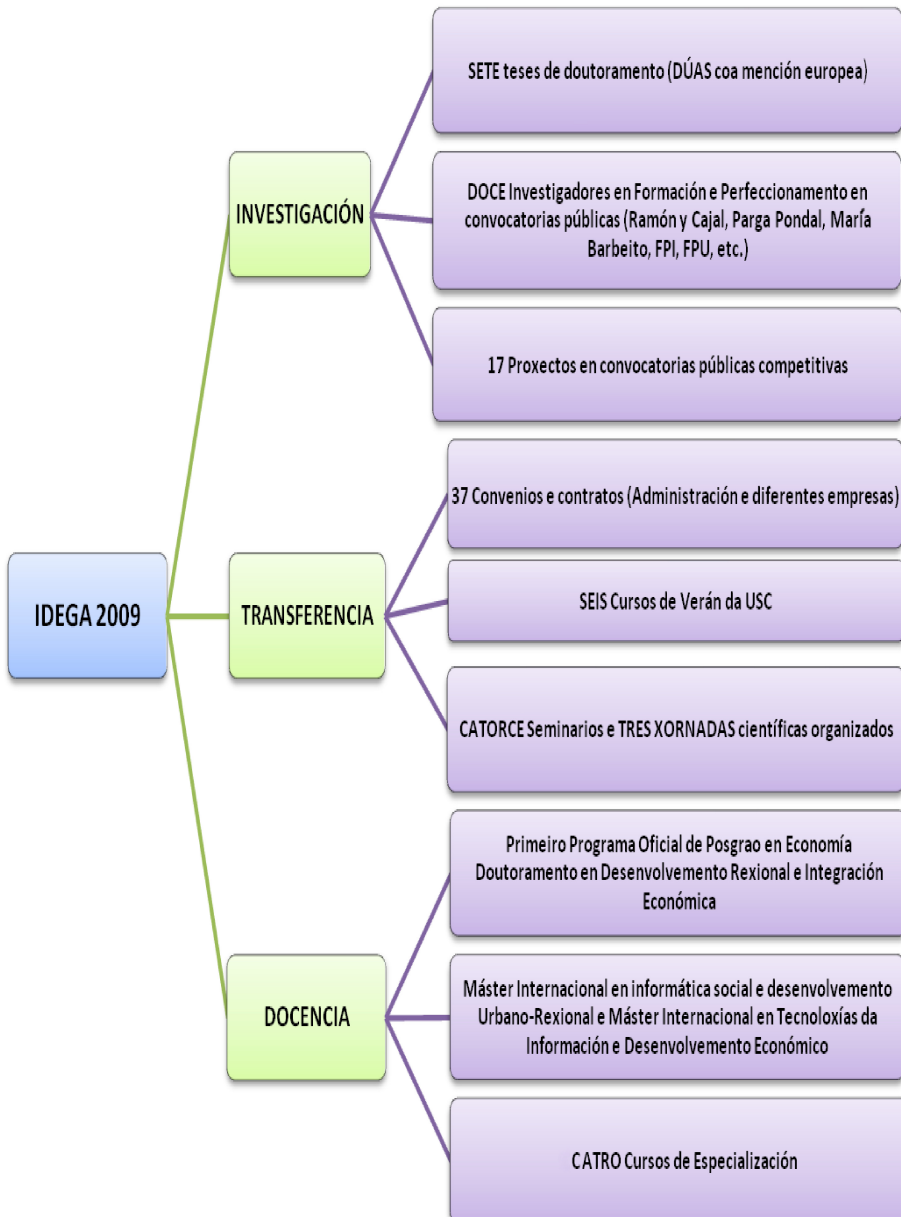 IDEGA 2009
INVESTIGACIÓN
SETE teses de doutoramento (DÚAS coa mención europea)
DOCE Investigadores en Formación e Perfeccionamento en
convocatorias públicas (Ramón y Cajal, Parga Pondal, María
Barbeito, FPI, FPU, etc.)
17 Proxectos en convocatorias públicas competitivas
TRANSFERENCIA
37 Convenios e contratos (Administración e diferentes empresas)
SEIS Cursos de Verán da USC
CATORCE Seminarios e TRES XORNADAS científicas organizados
DOCENCIA
Primeiro Programa Oficial de Posgrao en Economía
Doutoramento en Desenvolvemento Rexional e Integración
Económica
Máster Internacional en informática social e desenvolvemento
Urbano-Rexional e Máster Internacional en Tecnoloxías da
Información e Desenvolvemento Económico
CATRO Cursos de Especialización